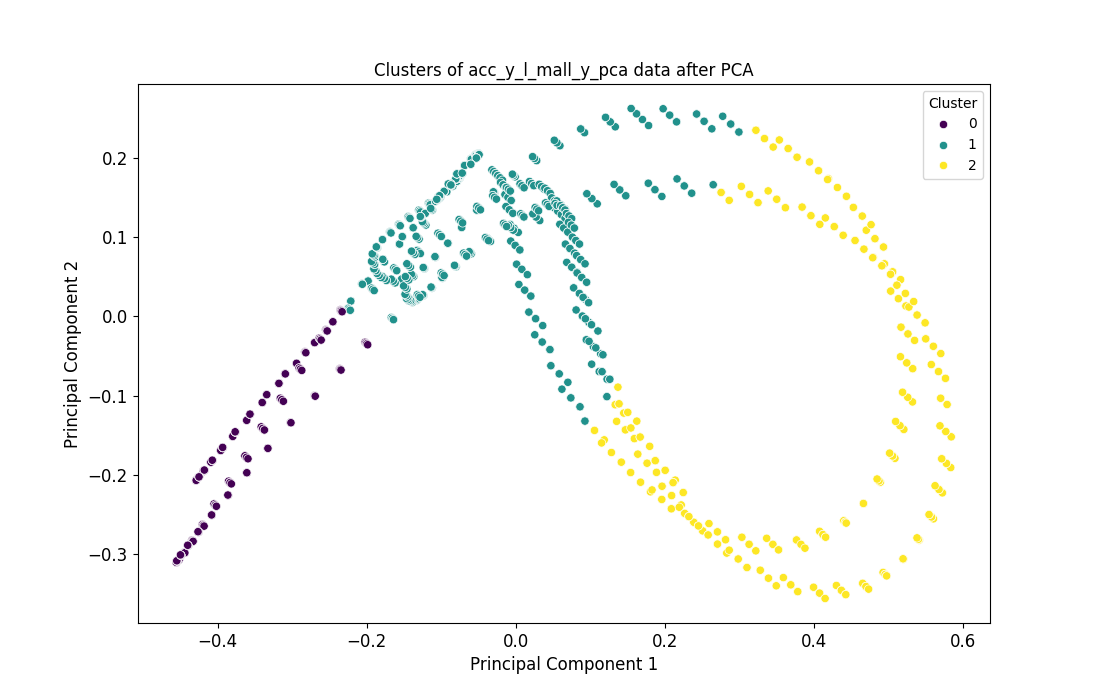 Clusters of acc_y_l_mall_y_pca data after PCA
Cluster
0
1
2
Principal Component 2
0.2
0.1
0.0
−0.1
−0.2
−0.3
−0.4 −0.2 0.0 0.2 0.4 0.6
Principal Component 1